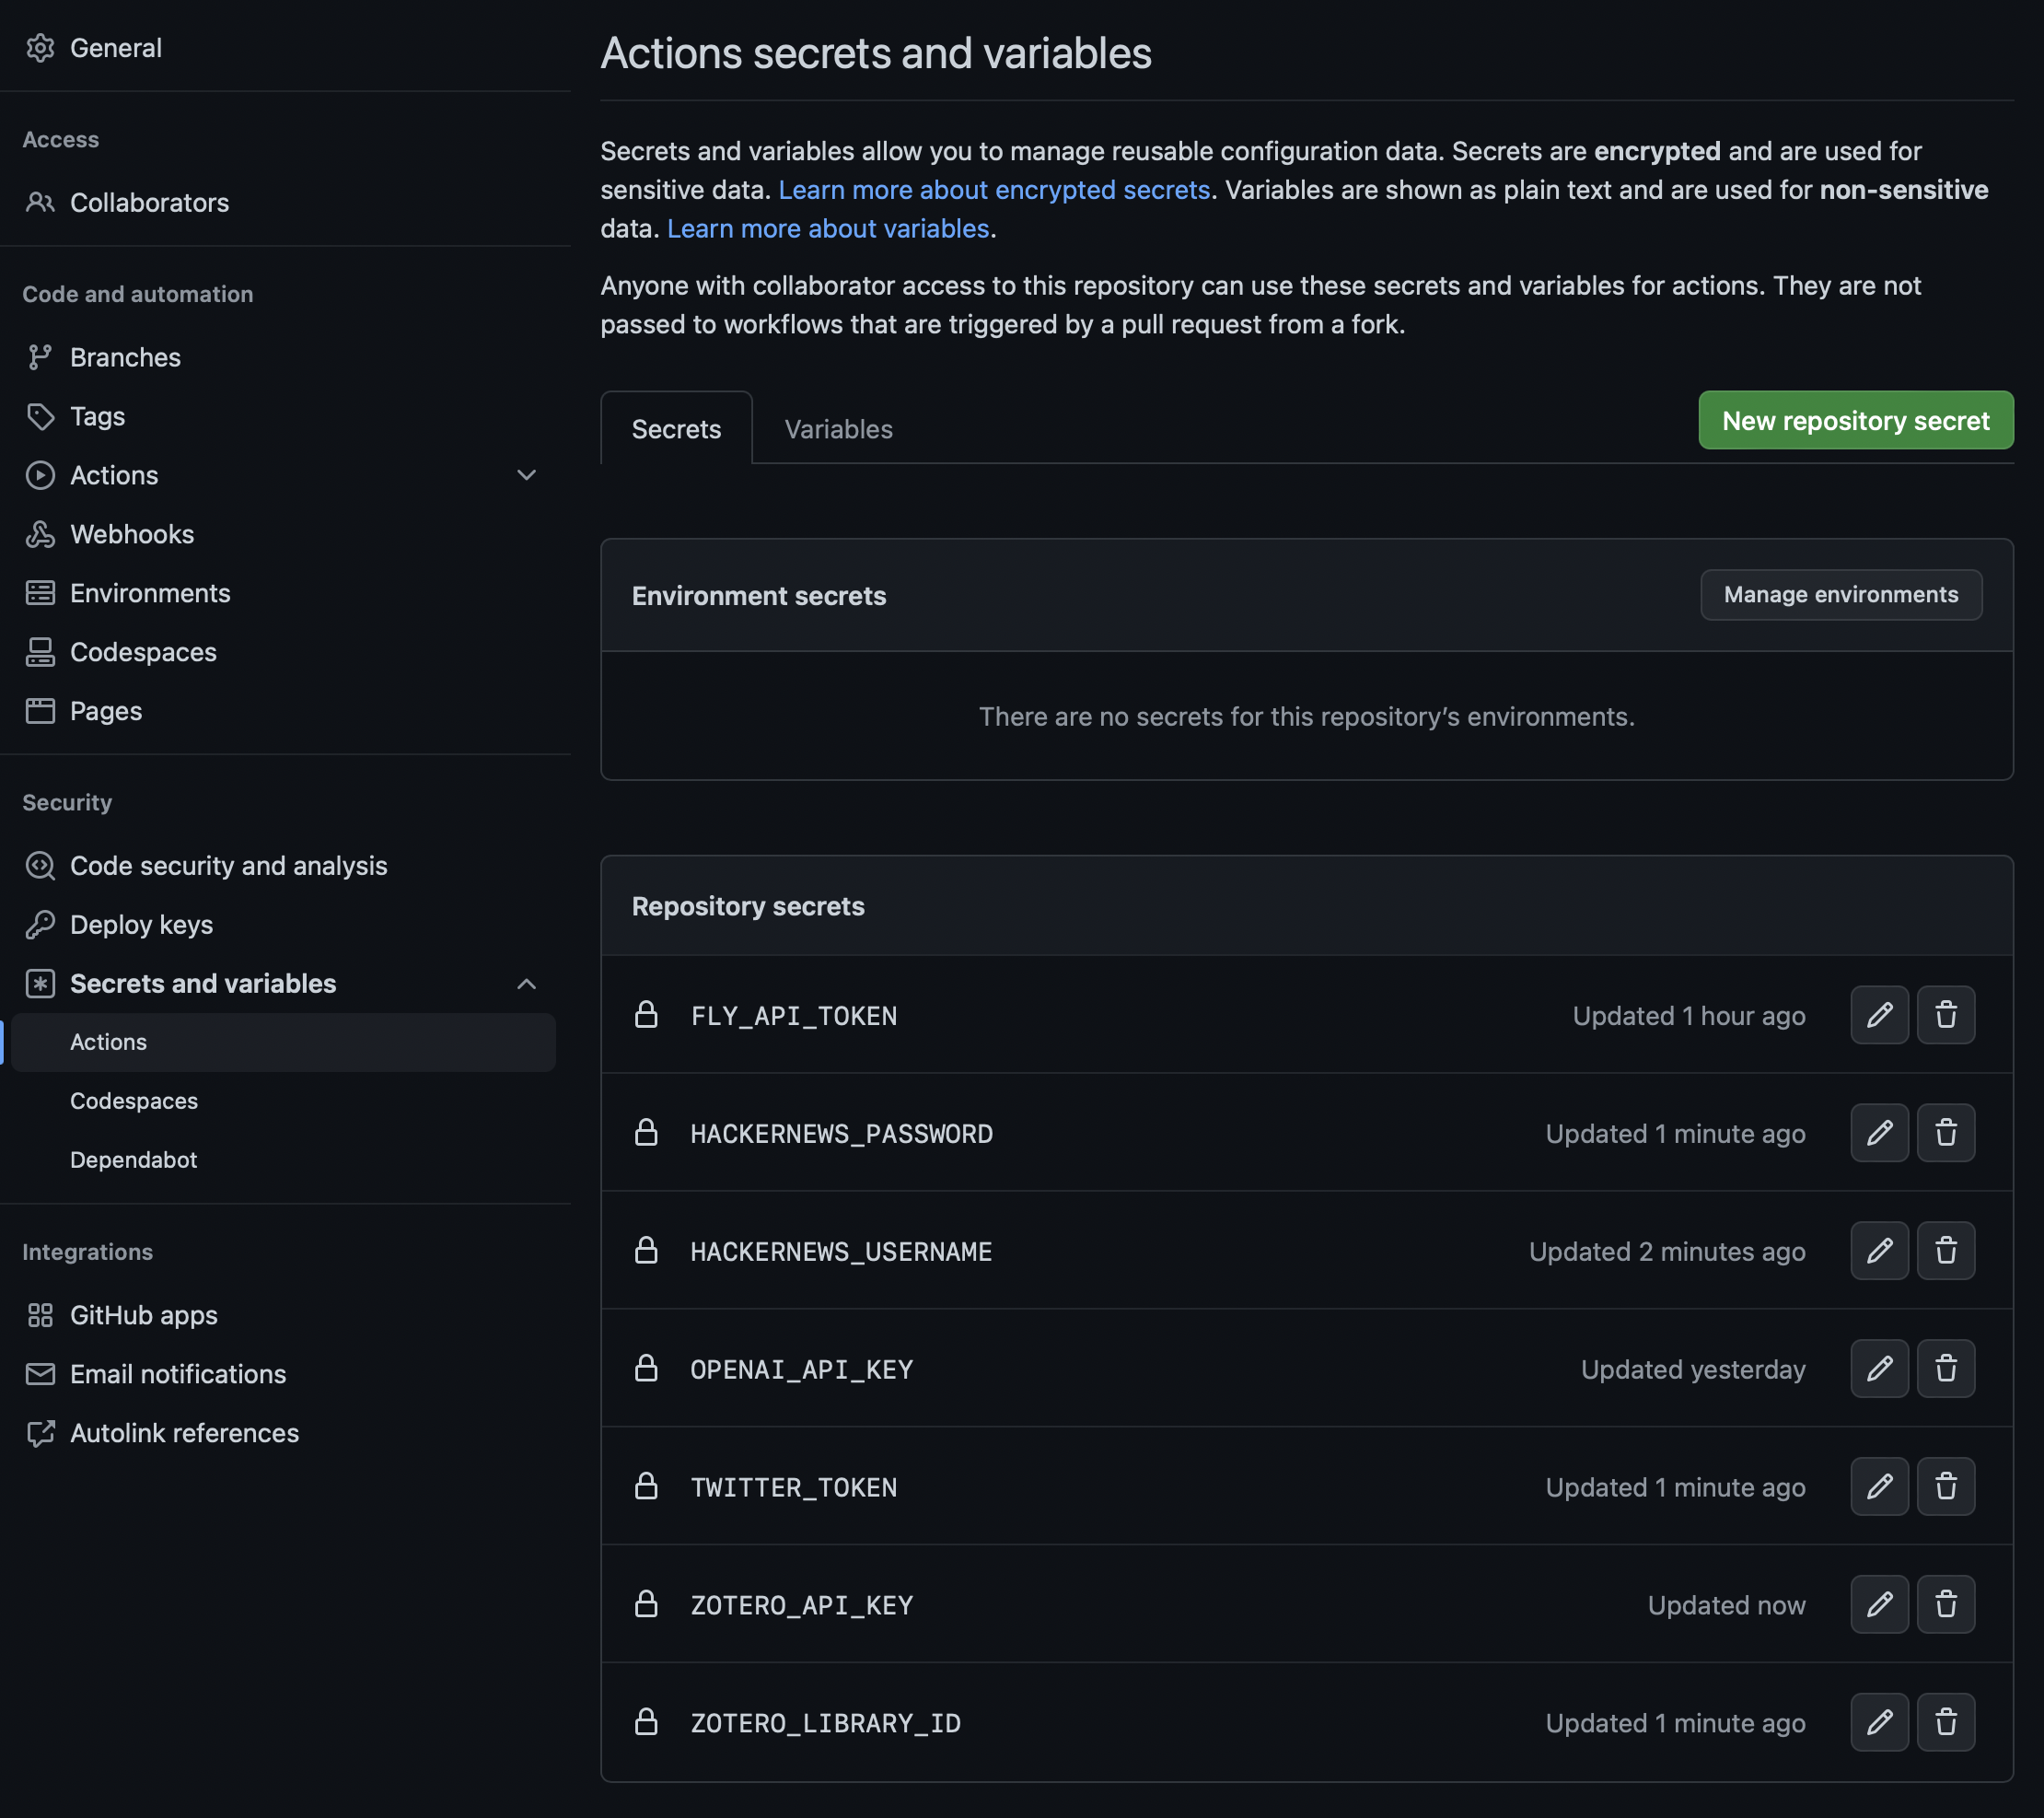 General
Access
Collaborators
Code and automation
Branches
Tags
Actions
Webhooks
Environments
Codespaces
Pages
Security
Code security and analysis
Deploy keys
Secrets and variables
Actions
Codespaces
Dependabot
Integrations
GitHub apps
Email notifications
Autolink references
Actions secrets and variables
Secrets and variables allow you to manage reusable configuration data. Secrets are encrypted and are used for
sensitive data. Learn more about encrypted secrets. Variables are shown as plain text and are used for non-sensitive
data. Learn more about variables.
Anyone with collaborator access to this repository can use these secrets and variables for actions. They are not
passed to workflows that are triggered by a pull request from a fork.
Secrets Variables New repository secret
Environment secrets Manage environments
There are no secrets for this repository’s environments.
Repository secrets
FLY_API_TOKEN Updated 1 hour ago
HACKERNEWS_PASSWORD Updated 1 minute ago
HACKERNEWS_USERNAME Updated 2 minutes ago
OPENAI_API_KEY Updated yesterday
TWITTER_TOKEN Updated 1 minute ago
ZOTERO_API_KEY Updated now
ZOTERO_LIBRARY_ID Updated 1 minute ago